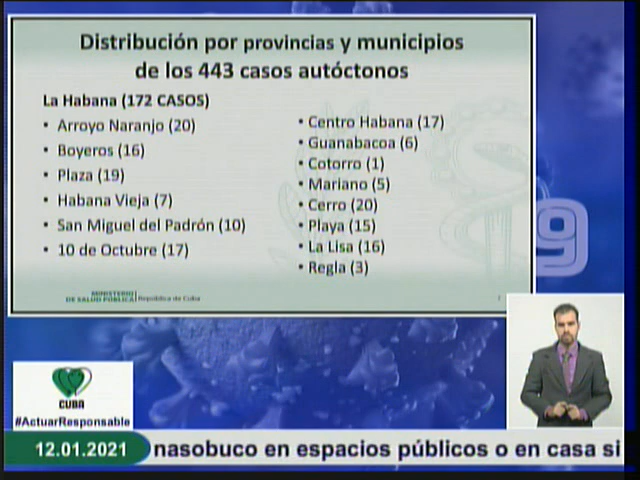 Distribución por provincias y municipios
de los 443 casos autóctonos
La Habana (172 CASOS)
• Arroyo Naranjo (20)
• Boyeros (16)
• Plaza (19)
• Habana Vieja (7)
• San Miguel del Padrón (10)
• 10 de Octubre (17)
• Centro Habana (17)
• Guanabacoa (6)
• Cotorro (1)
• Mariano (5)
• Cerro (20)
• Playa (15)
• La Lisa (16)
• Regla (3)
MINISTERIO
DE SALUD PÚBLICA República de Cuba
9
CUBA
#ActuarResponsable
12.01.2021 nasobuco en espacios públicos o en casa si